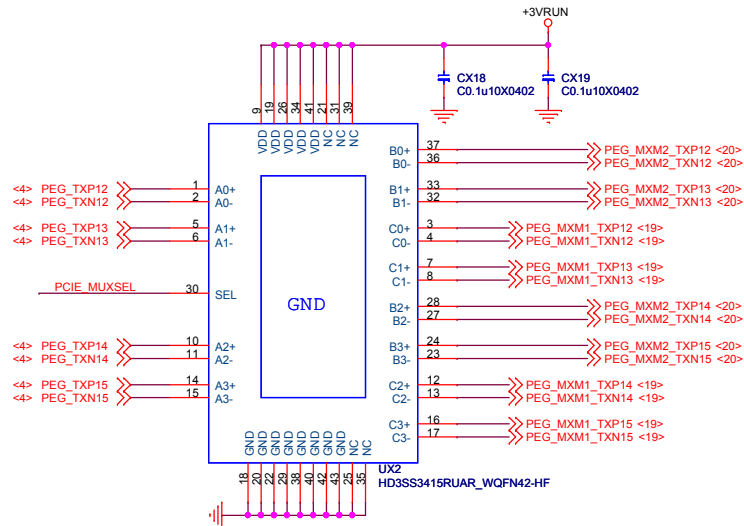 +3VRUN
CX18
C0.1u10X0402
CX19
C0.1u10X0402
9
19
26
34
41
21
31
39
VDD
VDD
VDD
VDD
VDD
NC
NC
NC
<4> PEG_TXP12 1 A0+
<4> PEG_TXN12 2 A0-
<4> PEG_TXP13 5 A1+
<4> PEG_TXN13 6 A1-
PCIE_MUXSEL 30 SEL
<4> PEG_TXP14 10 A2+
<4> PEG_TXN14 11 A2-
<4> PEG_TXP15 14 A3+
<4> PEG_TXN15 15 A3-
GND
B0+ 37 PEG_MXM2_TXP12 <20>
B0- 36 PEG_MXM2_TXN12 <20>
B1+ 33 PEG_MXM2_TXP13 <20>
B1- 32 PEG_MXM2_TXN13 <20>
C0+ 3 PEG_MXM1_TXP12 <19>
C0- 4 PEG_MXM1_TXN12 <19>
C1+ 7 PEG_MXM1_TXP13 <19>
C1- 8 PEG_MXM1_TXN13 <19>
B2+ 28 PEG_MXM2_TXP14 <20>
B2- 27 PEG_MXM2_TXN14 <20>
B3+ 24 PEG_MXM2_TXP15 <20>
B3- 23 PEG_MXM2_TXN15 <20>
C2+ 12 PEG_MXM1_TXP14 <19>
C2- 13 PEG_MXM1_TXN14 <19>
C3+ 16 PEG_MXM1_TXP15 <19>
C3- 17 PEG_MXM1_TXN15 <19>
GND
GND
GND
GND
GND
GND
GND
GND
NC
NC
18
20
22
29
38
40
42
43
25
35
UX2
HD3SS3415RUAR_WQFN42-HF